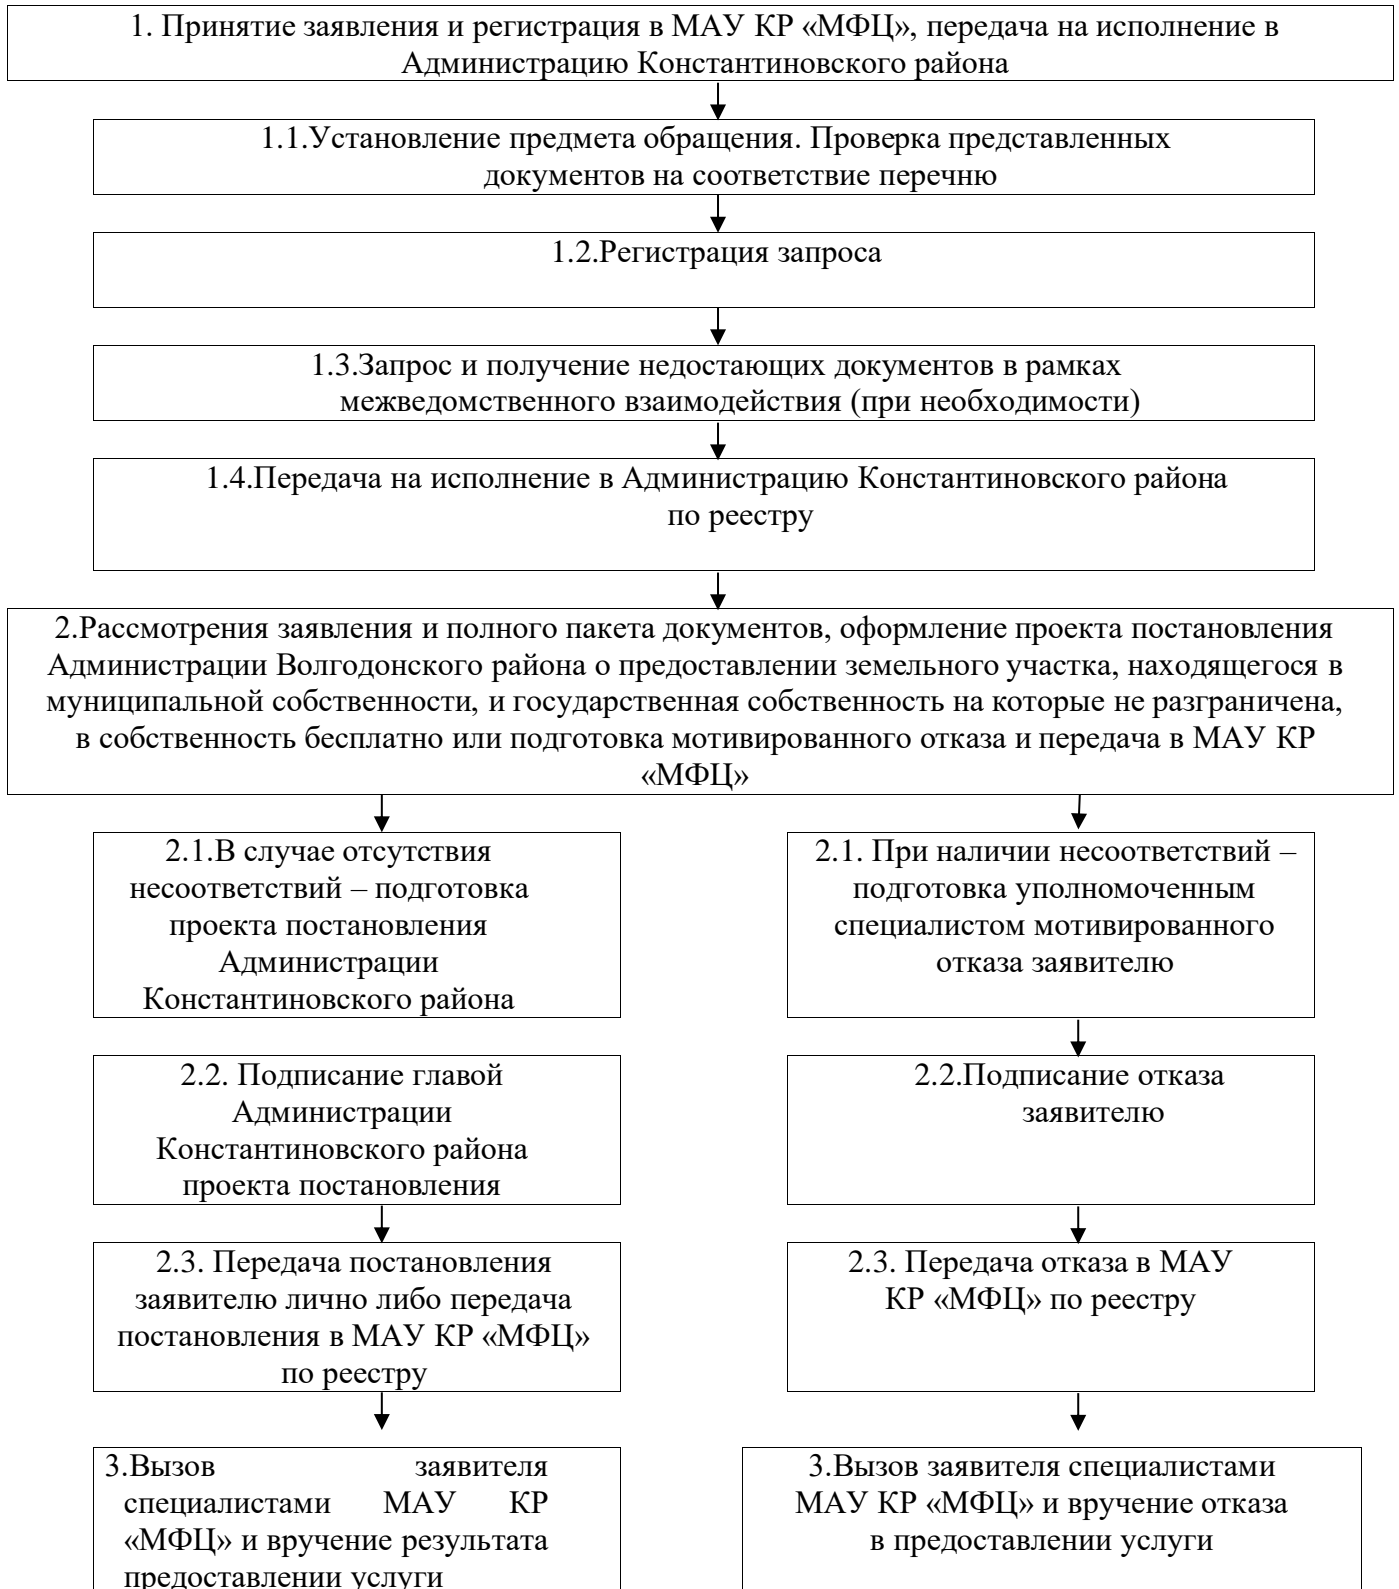 1. Принятие заявления и регистрация в МАУ КР «МФЦ», передача на исполнение в
Администрацию Константиновского района
1.1.Установление предмета обращения. Проверка представленных
документов на соответствие перечню
1.2.Регистрация запроса
1.3.Запрос и получение недостающих документов в рамках
межведомственного взаимодействия (при необходимости)
1.4.Передача на исполнение в Администрацию Константиновского района
по реестру
2.Рассмотрения заявления и полного пакета документов, оформление проекта постановления
Администрации Волгодонского района о предоставлении земельного участка, находящегося в
муниципальной собственности, и государственная собственность на которые не разграничена,
в собственность бесплатно или подготовка мотивированного отказа и передача в МАУ КР
«МФЦ»
2.1.В случае отсутствия
несоответствий – подготовка
проекта постановления
Администрации
Константиновского района
2.1. При наличии несоответствий –
подготовка уполномоченным
специалистом мотивированного
отказа заявителю
2.2. Подписание главой
Администрации
Константиновского района
проекта постановления
2.2.Подписание отказа
заявителю
2.3. Передача постановления
заявителю лично либо передача
постановления в МАУ КР «МФЦ»
по реестру
2.3. Передача отказа в МАУ
КР «МФЦ» по реестру
3.Вызов заявителя
специалистами МАУ КР
«МФЦ» и вручение результата
предоставлении услуги
3.Вызов заявителя специалистами
МАУ КР «МФЦ» и вручение отказа
в предоставлении услуги